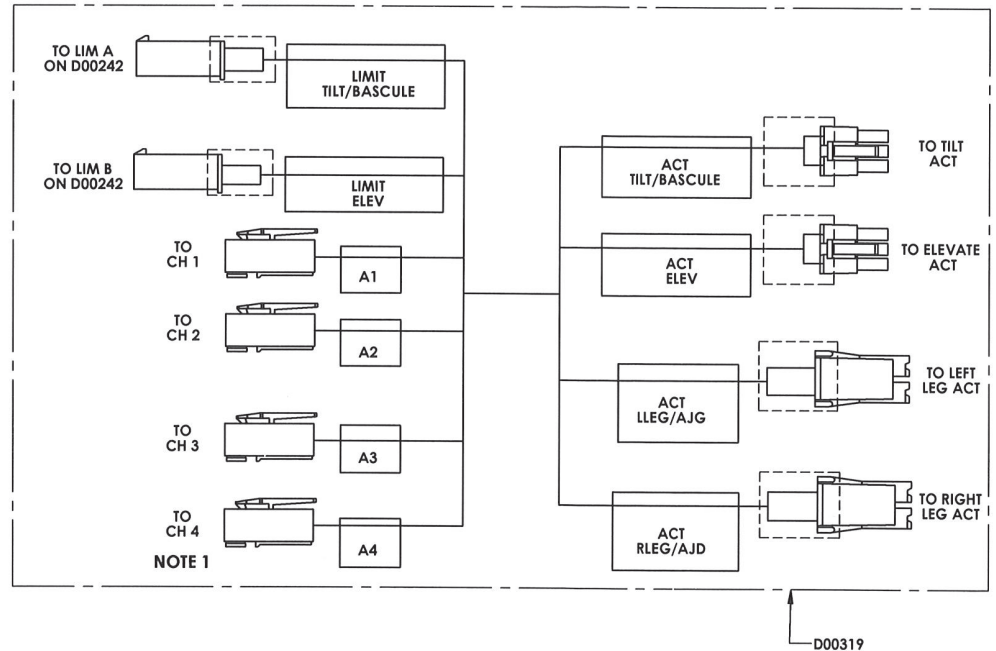 TO LIM A
ON D00242
LIMIT
TILT/BASCULE
TO LIM B
ON D00242
LIMIT
ELEV
TO
CH 1
A1
TO
CH 2
A2
TO
CH 3
A3
TO
CH 4
A4
NOTE 1
ACT
TILT/BASCULE
TO TILT
ACT
ACT
ELEV
TO ELEVATE
ACT
ACT
LLEG/AJG
TO LEFT
LEG ACT
ACT
RLEG/AJD
TO RIGHT
LEG ACT
D00319